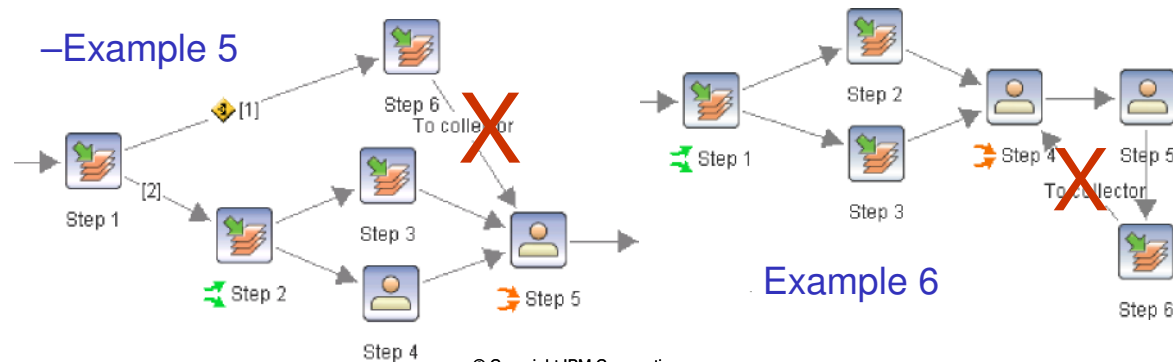 –Example 5
[1]
Step 6
To collector
Step 1
[2]
Step 3
Step 2
Step 5
Step 4
Step 2
Step 1
Step 4
Step 5
To collector
Step 3
Step 6
Example 6